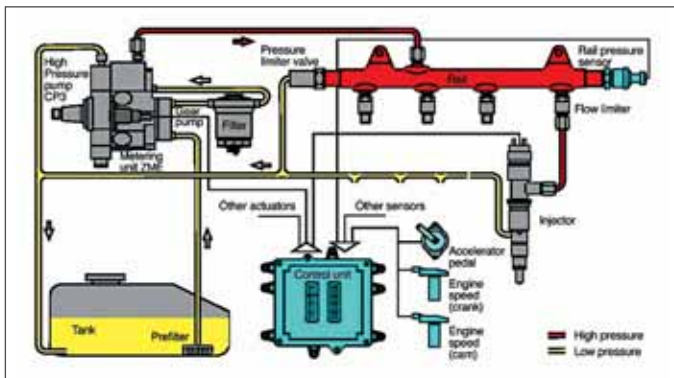 High
Pressure
pump
CP3
Pressure
limiter valve
Rail pressure
sensor
Rail
Gear
pump
Filter
Flow limiter
Metering
unit ZME
Other actuators
Other sensors
Injector
Control unit
Accelerator
pedal
Engine
speed
(crank)
Tank
Prefilter
Engine
speed
(cam)
High pressure
Low pressure